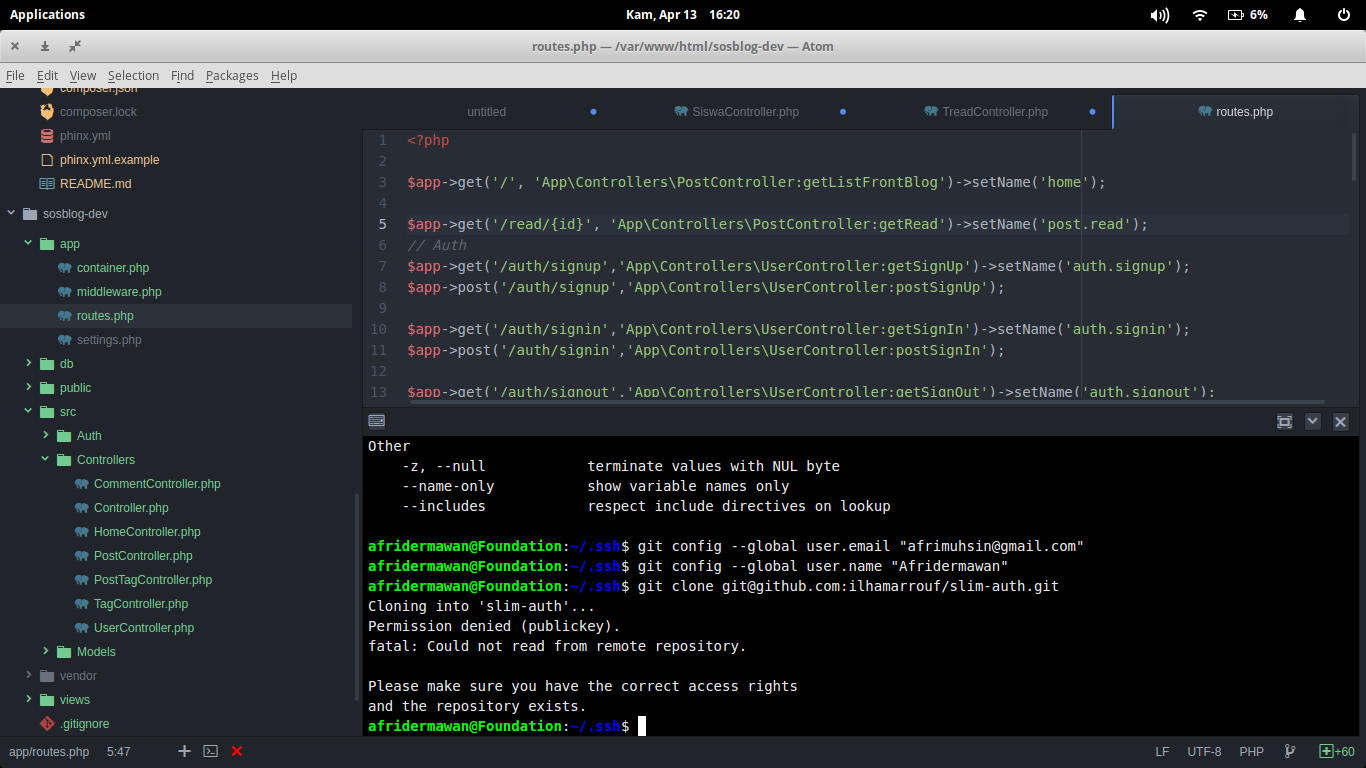 Applications
Kam, Apr 13 16:20
6%
routes.php — /var/www/html/sosblog-dev — Atom
File Edit View Selection Find Packages Help
composer.json
composer.lock
phinx.yml
phinx.yml.example
README.md
sosblog-dev
app
container.php
middleware.php
routes.php
settings.php
db
public
src
Auth
Controllers
CommentController.php
Controller.php
HomeController.php
PostController.php
PostTagController.php
TagController.php
UserController.php
Models
vendor
views
.gitignore
untitled SiswaController.php TreadController.php routes.php
1 <?php
2
3 $app->get('/', 'App\Controllers\PostController:getListFrontBlog')->setName('home');
4
5 $app->get('/read/{id}', 'App\Controllers\PostController:getRead')->setName('post.read');
6 // Auth
7 $app->get('/auth/signup','App\Controllers\UserController:getSignUp')->setName('auth.signup');
8 $app->post('/auth/signup','App\Controllers\UserController:postSignUp');
9
10 $app->get('/auth/signin','App\Controllers\UserController:getSignIn')->setName('auth.signin');
11 $app->post('/auth/signin','App\Controllers\UserController:postSignIn');
12
13 $app->get('/auth/signout','App\Controllers\UserController:getSignOut')->setName('auth.signout');
Other
    -z, --null            terminate values with NUL byte
    --name-only           show variable names only
    --includes            respect include directives on lookup
afridermawan@Foundation:~/.ssh$ git config --global user.email "afrimuhsin@gmail.com"
afridermawan@Foundation:~/.ssh$ git config --global user.name "Afridermawan"
afridermawan@Foundation:~/.ssh$ git clone git@github.com:ilhamarrouf/slim-auth.git
Cloning into 'slim-auth'...
Permission denied (publickey).
fatal: Could not read from remote repository.
Please make sure you have the correct access rights
and the repository exists.
afridermawan@Foundation:~/.ssh$
app/routes.php 5:47
LF UTF-8 PHP +60